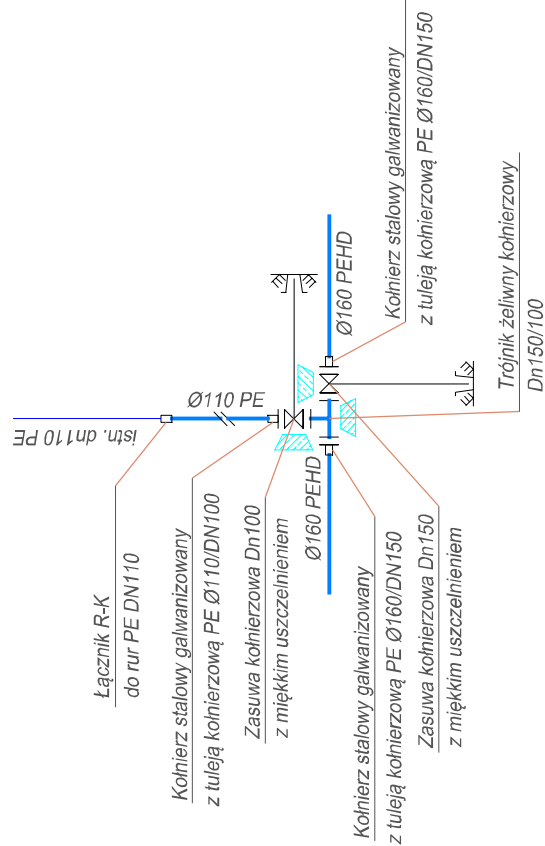 istn. dn110 PE
Ø110 PE
Ø160 PEHD
Ø160 PEHD
Łącznik R-K
do rur PE DN110
Kołnierz stalowy galwanizowany
z tuleją kołnierzową PE Ø110/DN100
Zasuwa kołnierzowa Dn100
z miękkim uszczelnieniem
Kołnierz stalowy galwanizowany
z tuleją kołnierzową PE Ø160/DN150
Zasuwa kołnierzowa Dn150
z miękkim uszczelnieniem
Kołnierz stalowy galwanizowany
z tuleją kołnierzową PE Ø160/DN150
Trójnik żeliwny kołnierzowy
Dn150/100